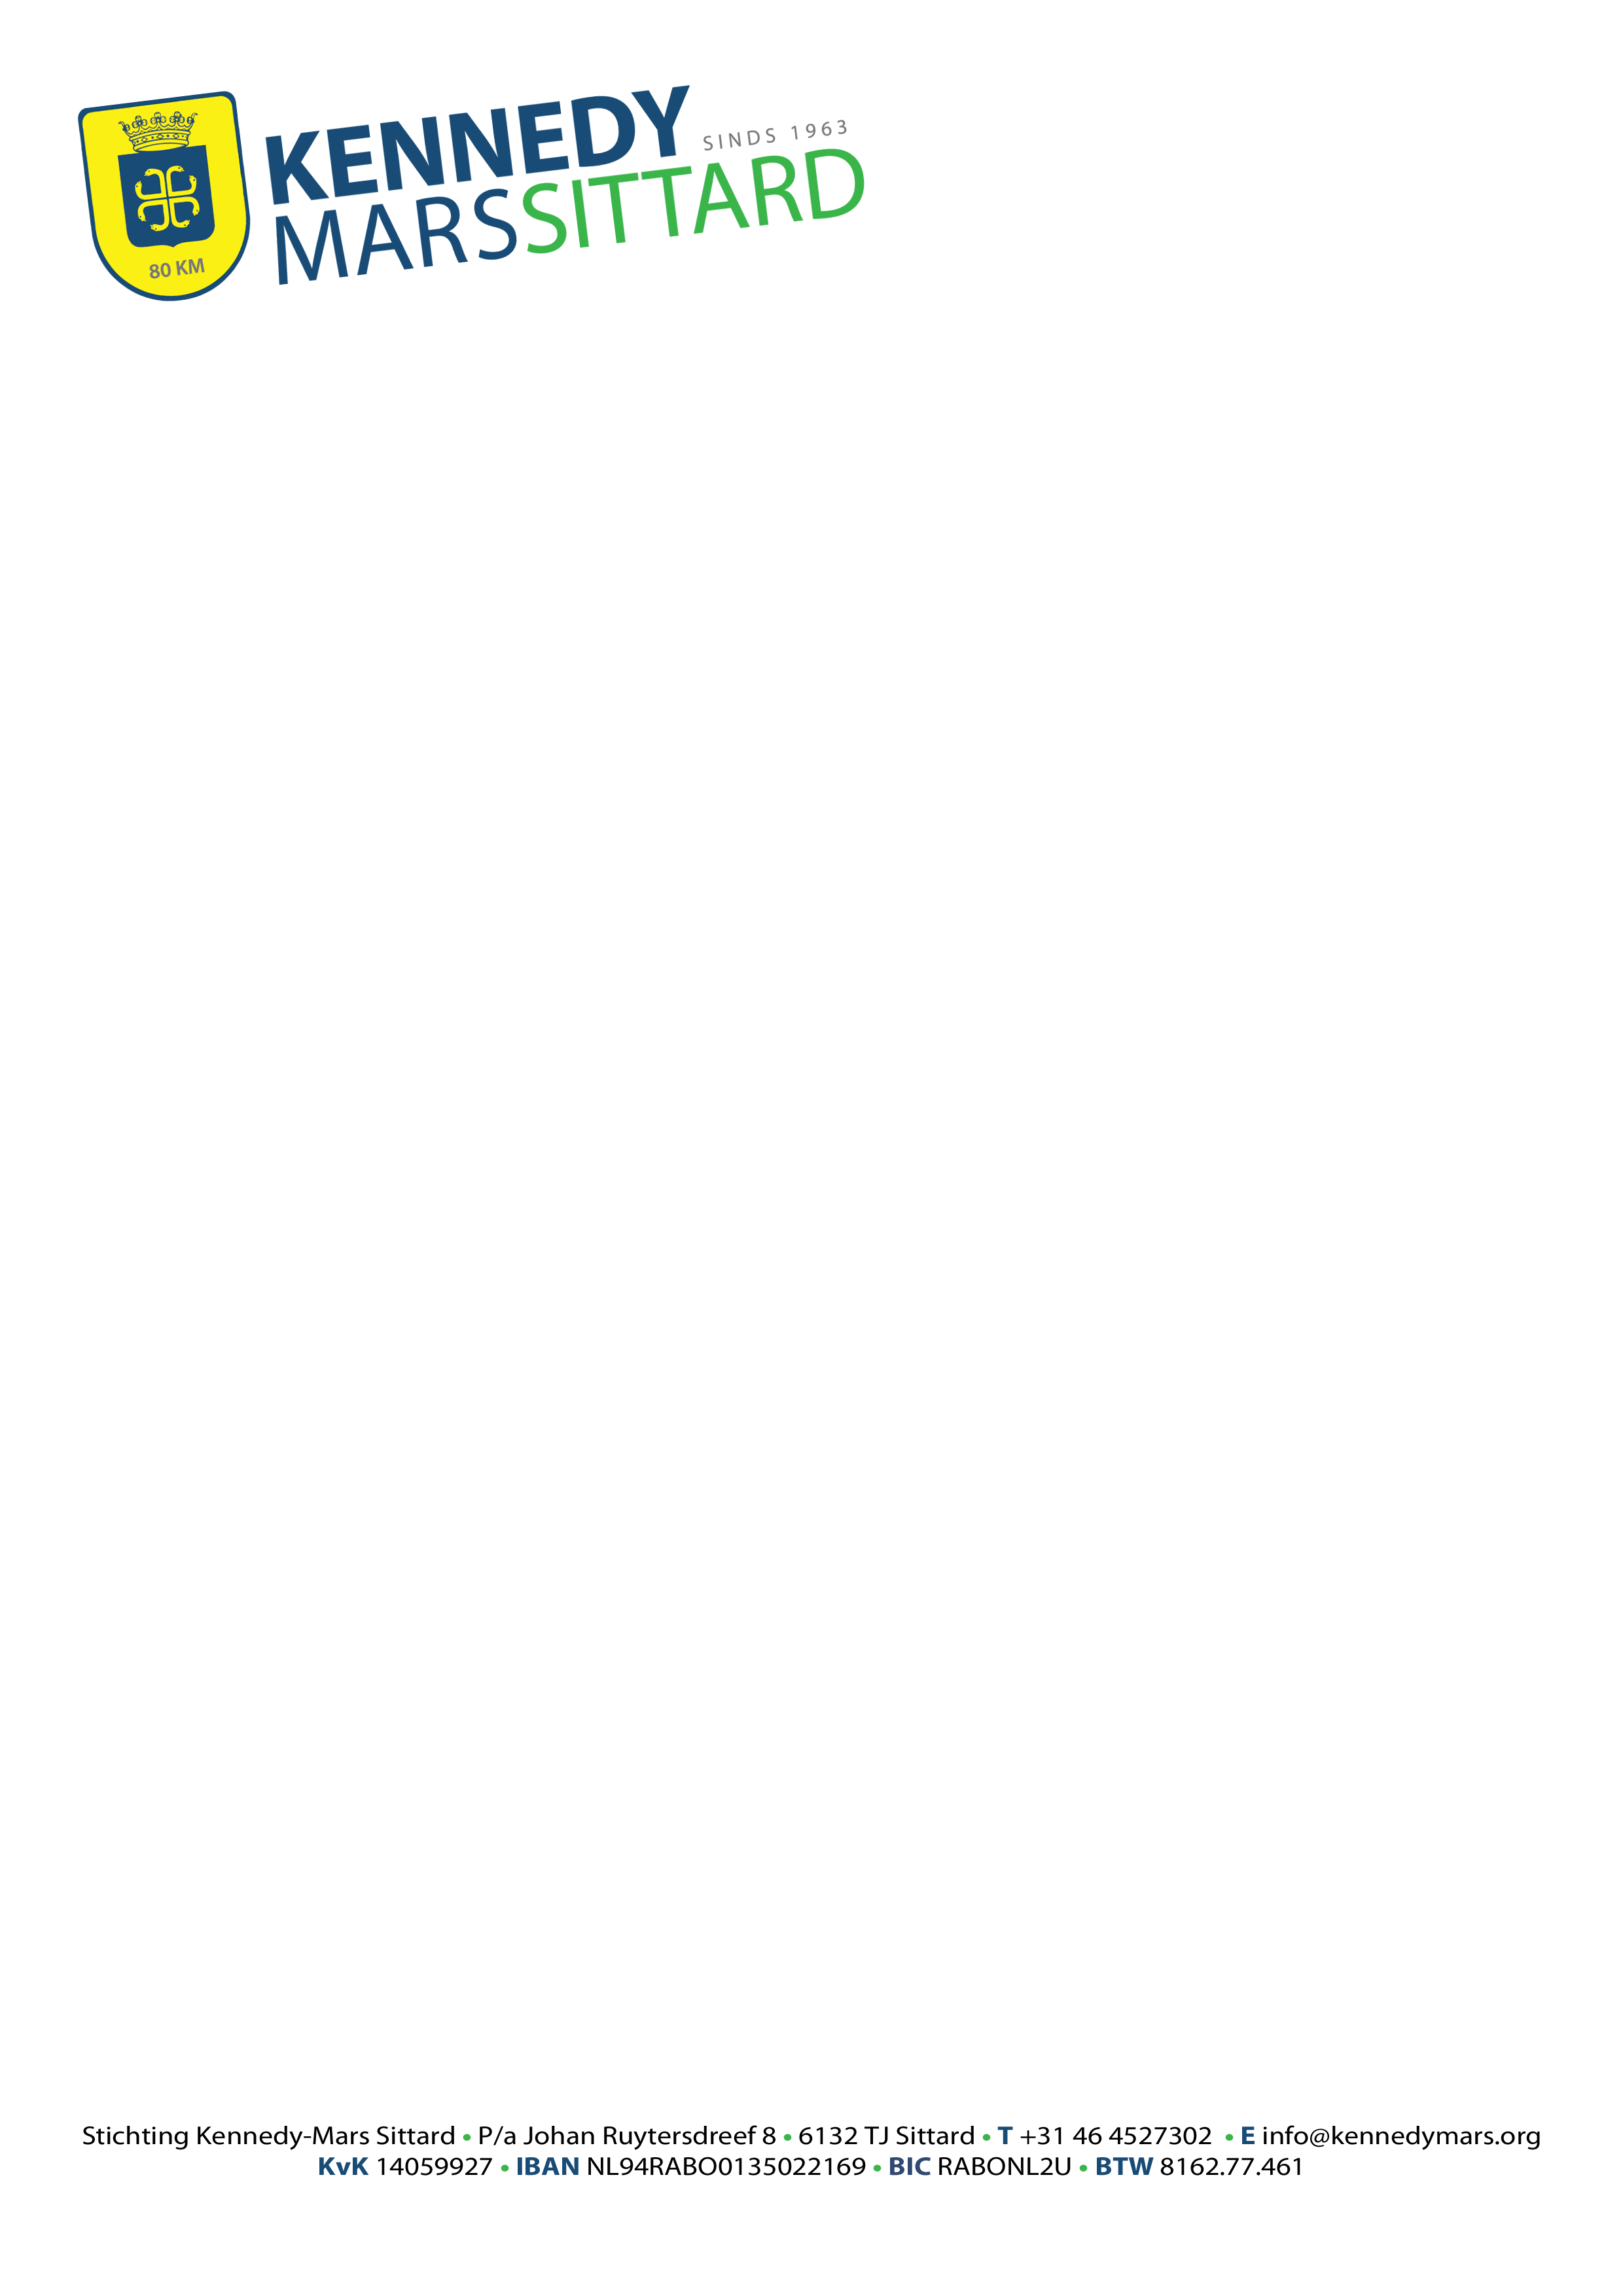 KENNEDY
SINDS 1963
MARSSITTARD
80 KM
Stichting Kennedy-Mars Sittard • P/a Johan Ruytersdreef 8 • 6132 TJ Sittard • T +31 46 4527302 • E info@kennedymars.org
KvK 14059927 • IBAN NL94RABO0135022169 • BIC RABONL2U • BTW 8162.77.461